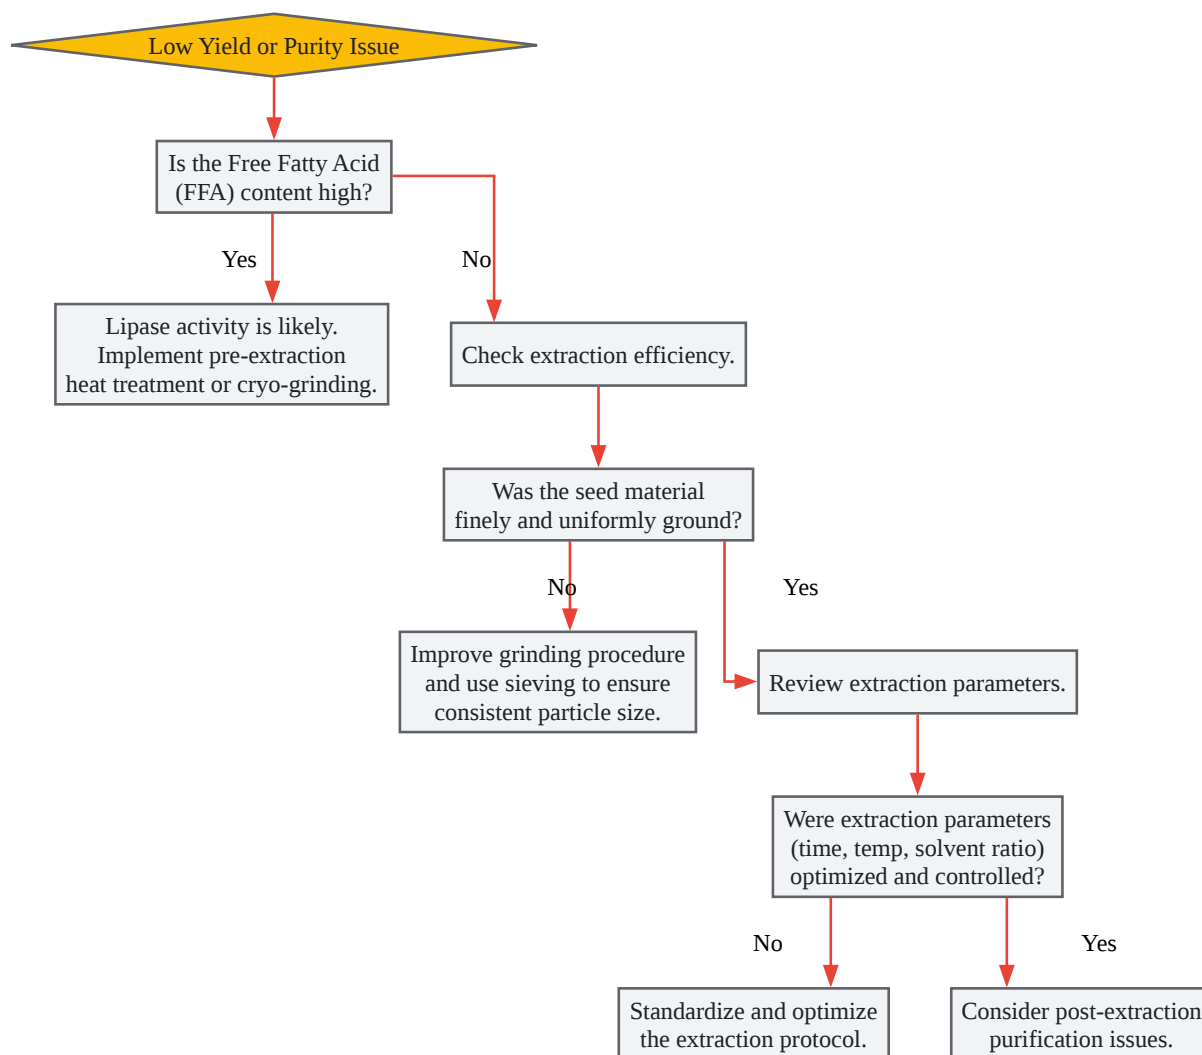 Low Yield or Purity Issue
Is the Free Fatty Acid
(FFA) content high?
Yes
No
Lipase activity is likely.
Implement pre-extraction
heat treatment or cryo-grinding.
Check extraction efficiency.
Was the seed material
finely and uniformly ground?
No
Yes
Improve grinding procedure
and use sieving to ensure
consistent particle size.
Review extraction parameters.
Were extraction parameters
(time, temp, solvent ratio)
optimized and controlled?
No
Yes
Standardize and optimize
the extraction protocol.
Consider post-extraction
purification issues.